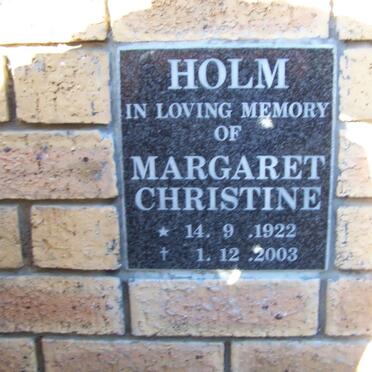 HOLM
IN LOVING MEMORY
OF
MARGARET
CHRISTINE
★ 14. 9 .1922
† 1. 12 .2003